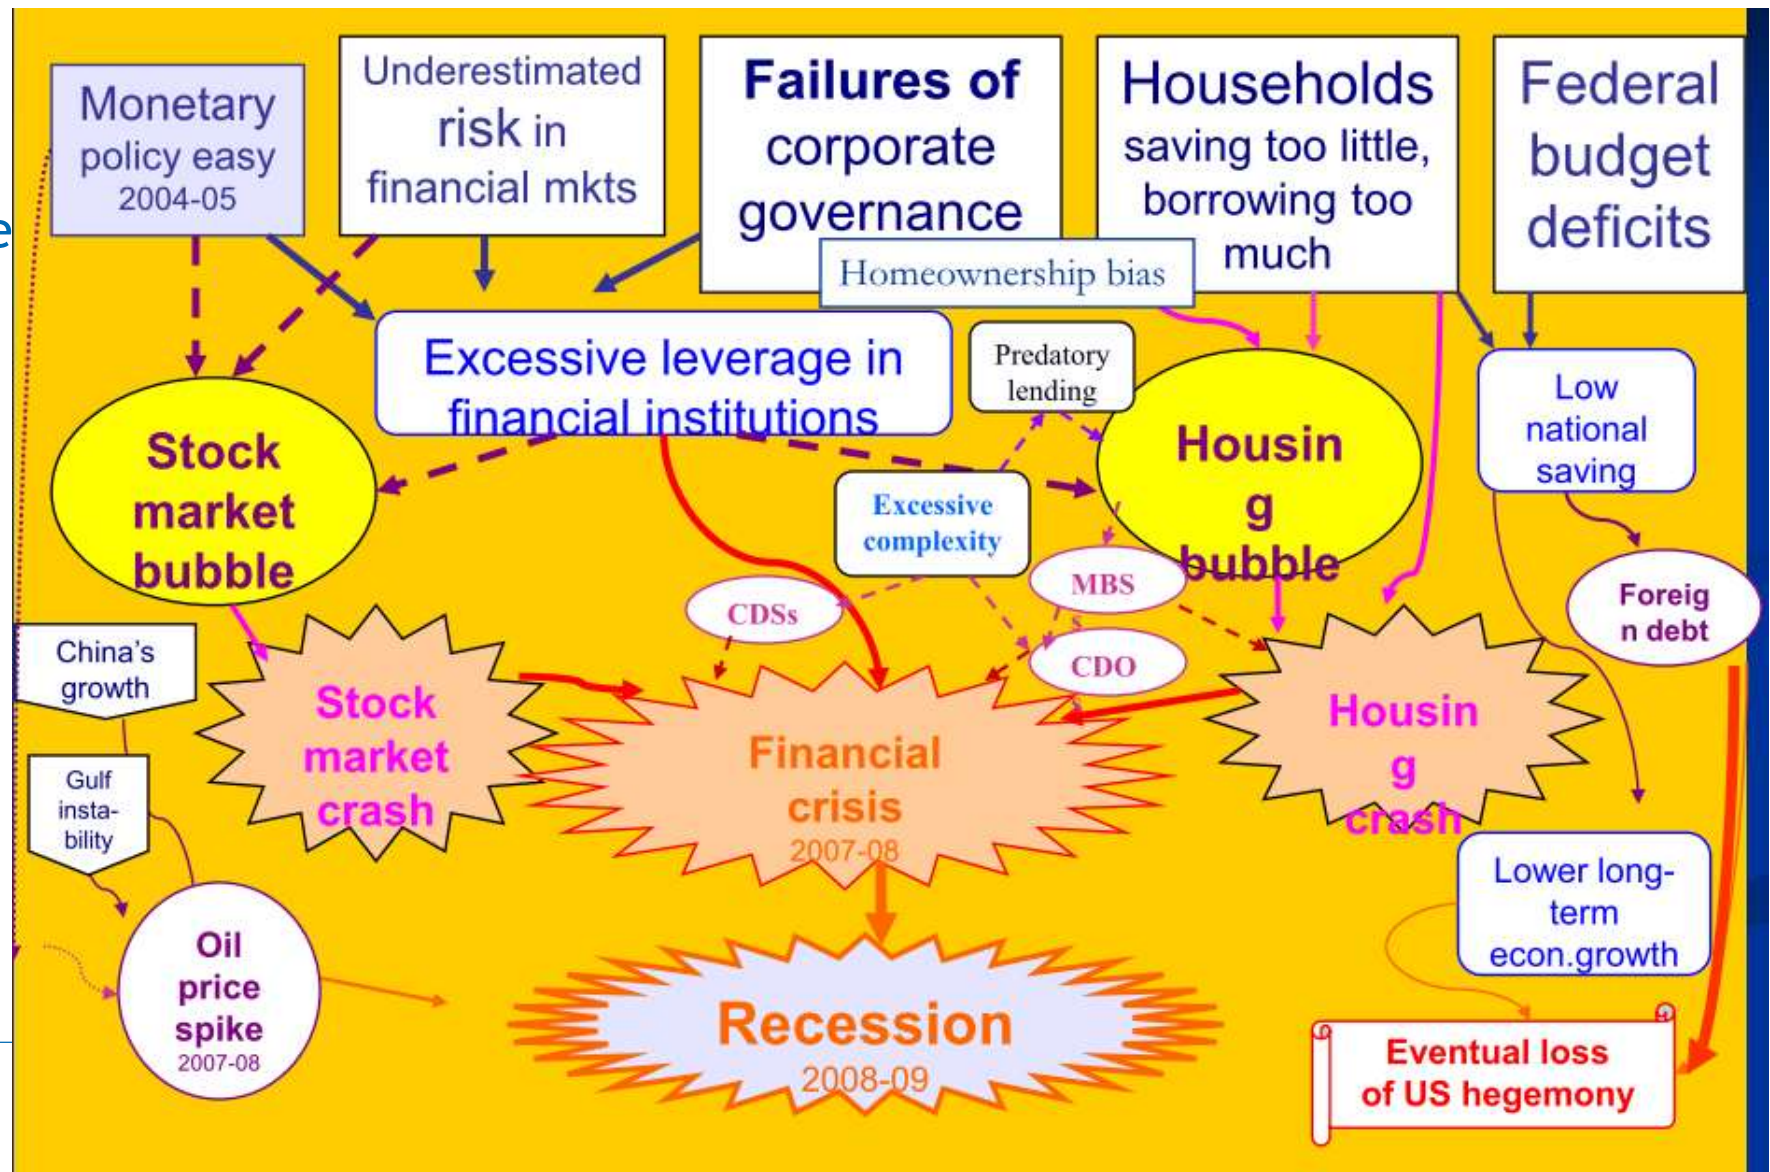 Monetary
policy easy
2004-05
Underestimated
risk in
financial mkts
Failures of
corporate
governance
Households
saving too little,
borrowing too
much
Federal
budget
deficits
e
Homeownership bias
Excessive leverage in
financial institutions
Predatory
lending
Low
national
saving
Stock
market
bubble
Housin
g
bubble
Excessive
complexity
MBS
s
CDSs
CDO
s
Foreig
n debt
China's
growth
Stock
market
crash
Financial
crisis
2007-08
Housin
g
crash
Gulf
insta-
bility
Lower long-
term
econ.growth
Oil
price
spike
2007-08
Recession
2008-09
Eventual loss
of US hegemony